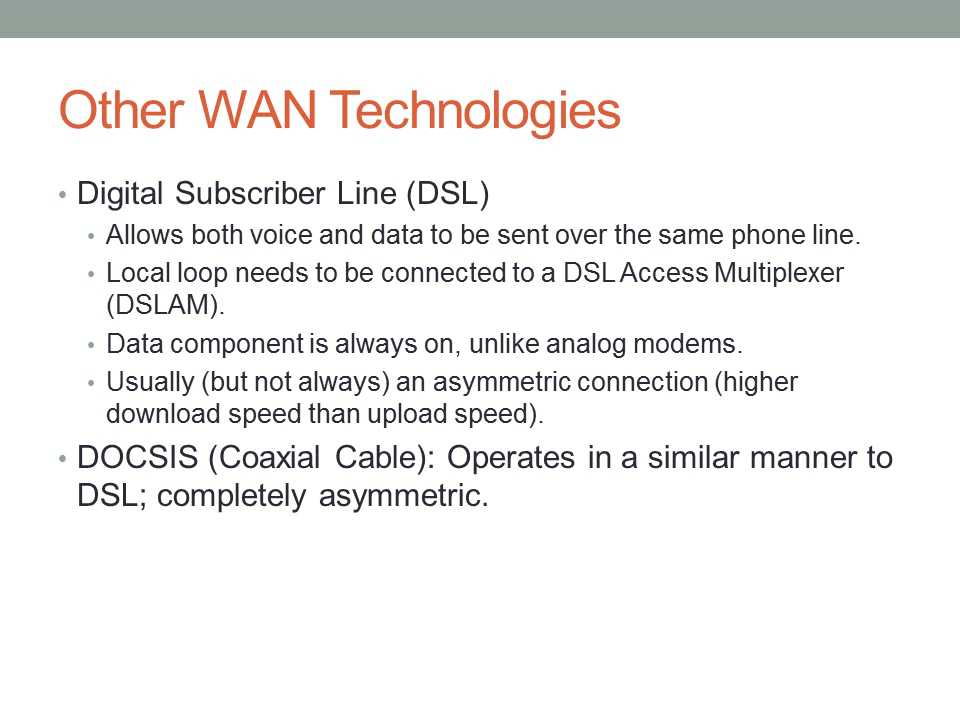 Other WAN Technologies
• Digital Subscriber Line (DSL)
• Allows both voice and data to be sent over the same phone line.
• Local loop needs to be connected to a DSL Access Multiplexer
(DSLAM).
• Data component is always on, unlike analog modems.
• Usually (but not always) an asymmetric connection (higher
download speed than upload speed).
• DOCSIS (Coaxial Cable): Operates in a similar manner to
DSL; completely asymmetric.